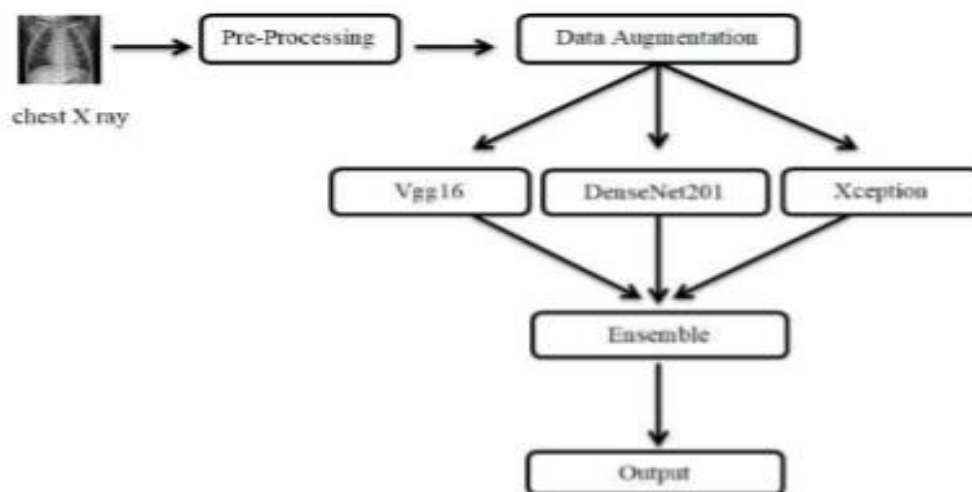 Pre-Processing
Data Augmentation
chest X ray
Vgg16
DenseNet201
Xception
Ensemble
Output